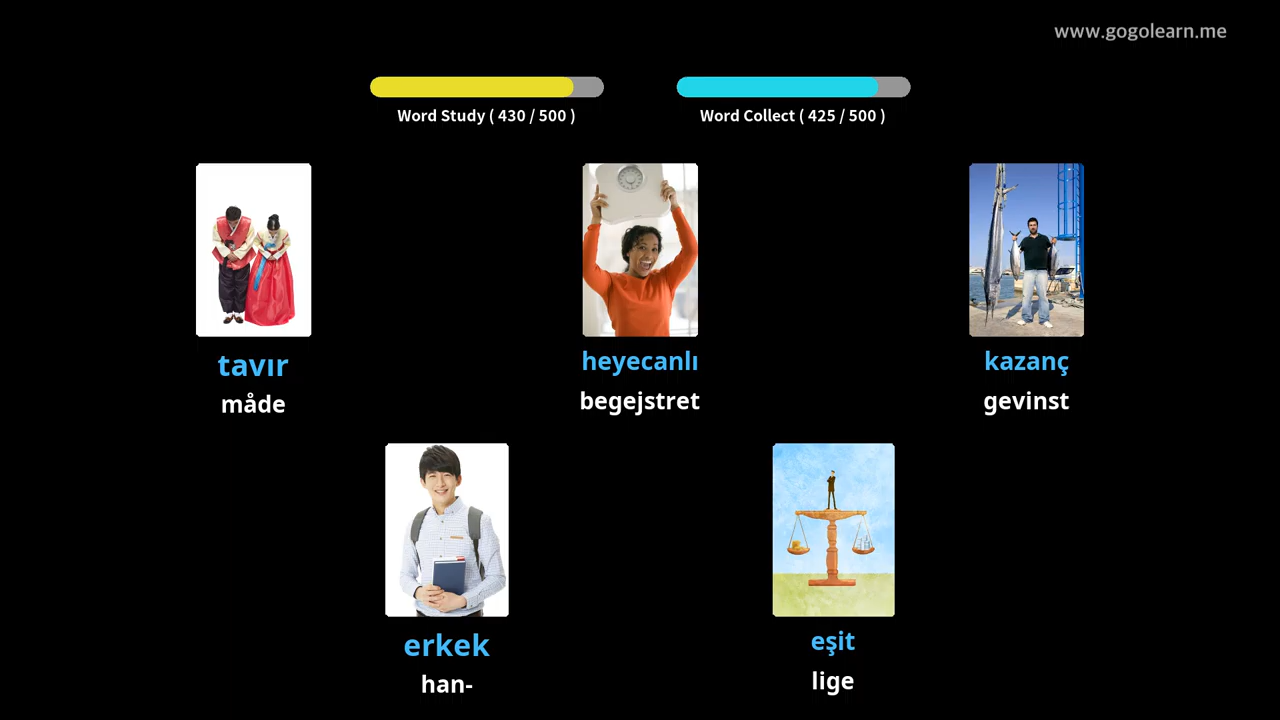 www.gogolearn.me
Word Study ( 430 / 500 )
Word Collect ( 425 / 500 )
tavır
måde
heyecanlı
begejstret
kazanç
gevinst
erkek
han-
eşit
lige